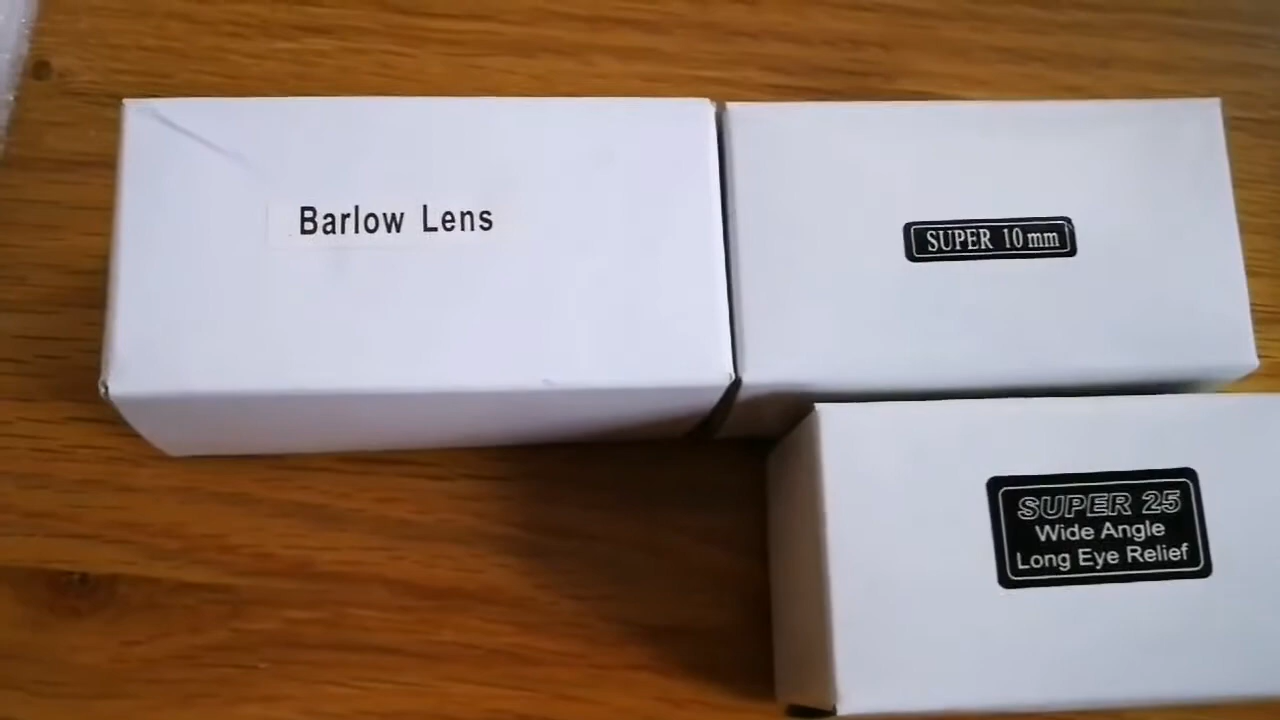 Barlow Lens
SUPER 10mm
SUPER 25
Wide Angle
Long Eye Relief